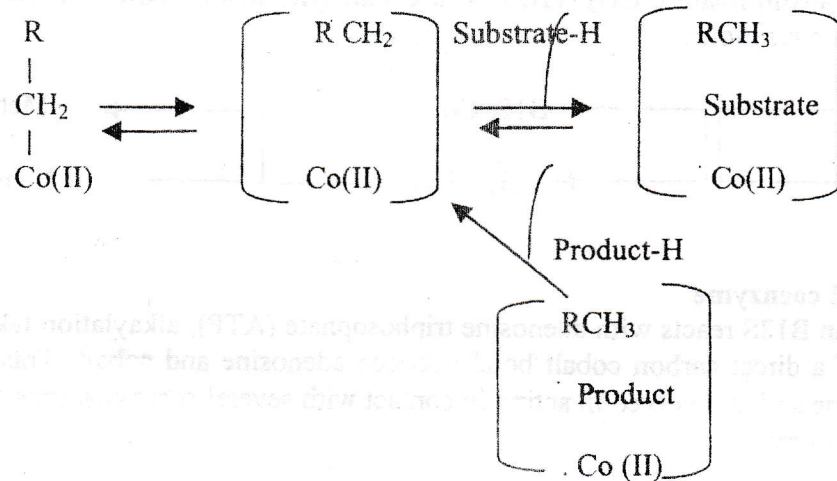 R R CH₂ Substrate-H RCH₃
CH₂ Substrate
Co(II) Co(II) Co(II)
Product-H
RCH₃
Product
Co (II)